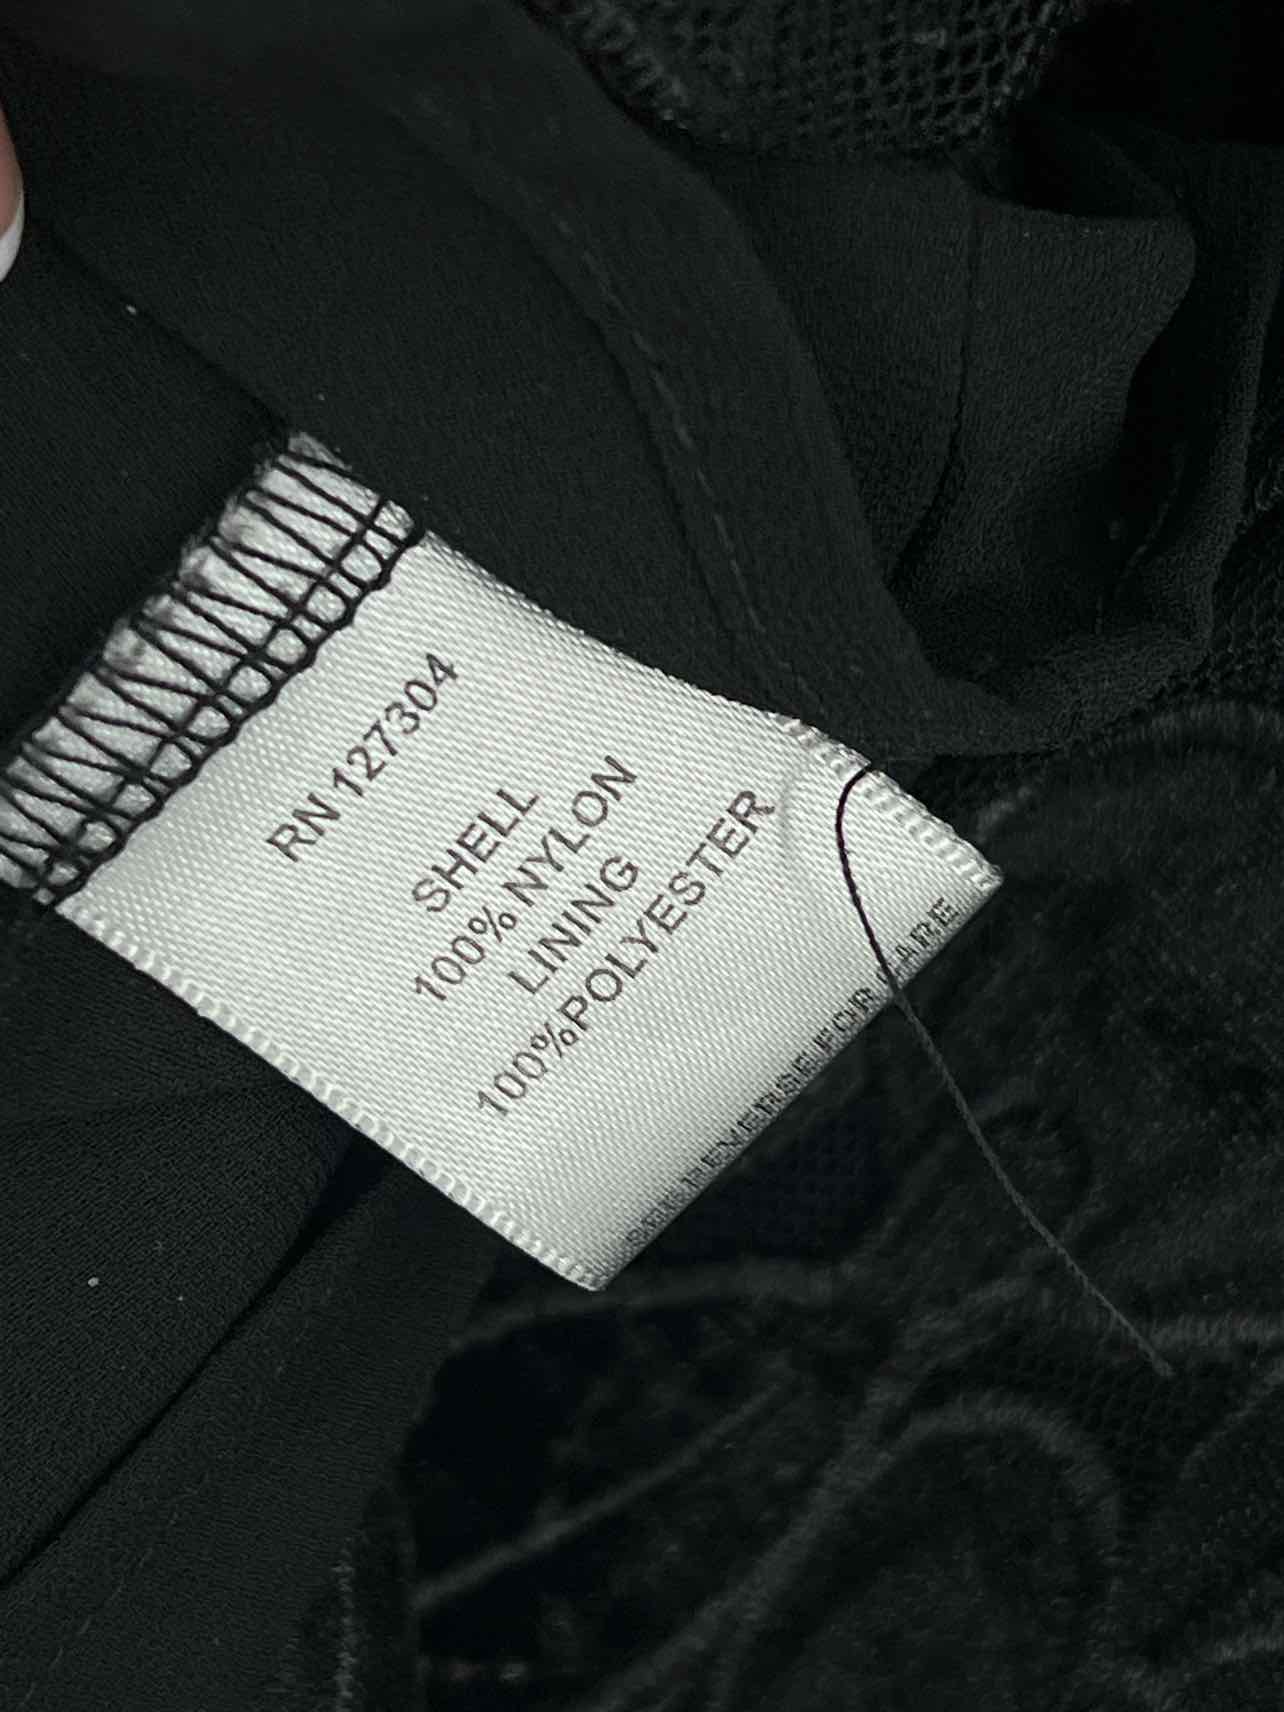 RN 127304
SHELL
100% NYLON
LINING
100%POLYESTER
SEE REVERSE FOR CARE